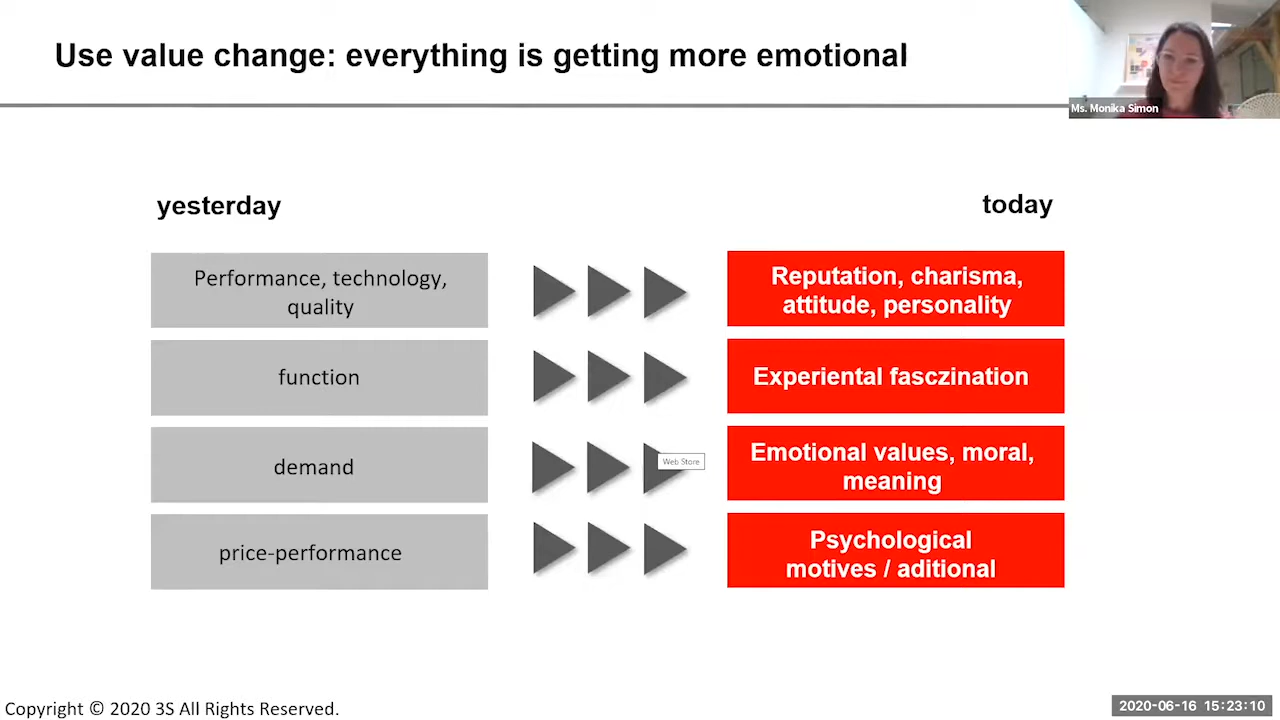 Use value change: everything is getting more emotional
Ms. Monika Simon
yesterday
today
Performance, technology,
quality
Reputation, charisma,
attitude, personality
function
Experiental fasczination
demand
Web Store
Emotional values, moral,
meaning
price-performance
Psychological
motives / aditional
Copyright © 2020 3S All Rights Reserved.
2020-06-16 15:23:10